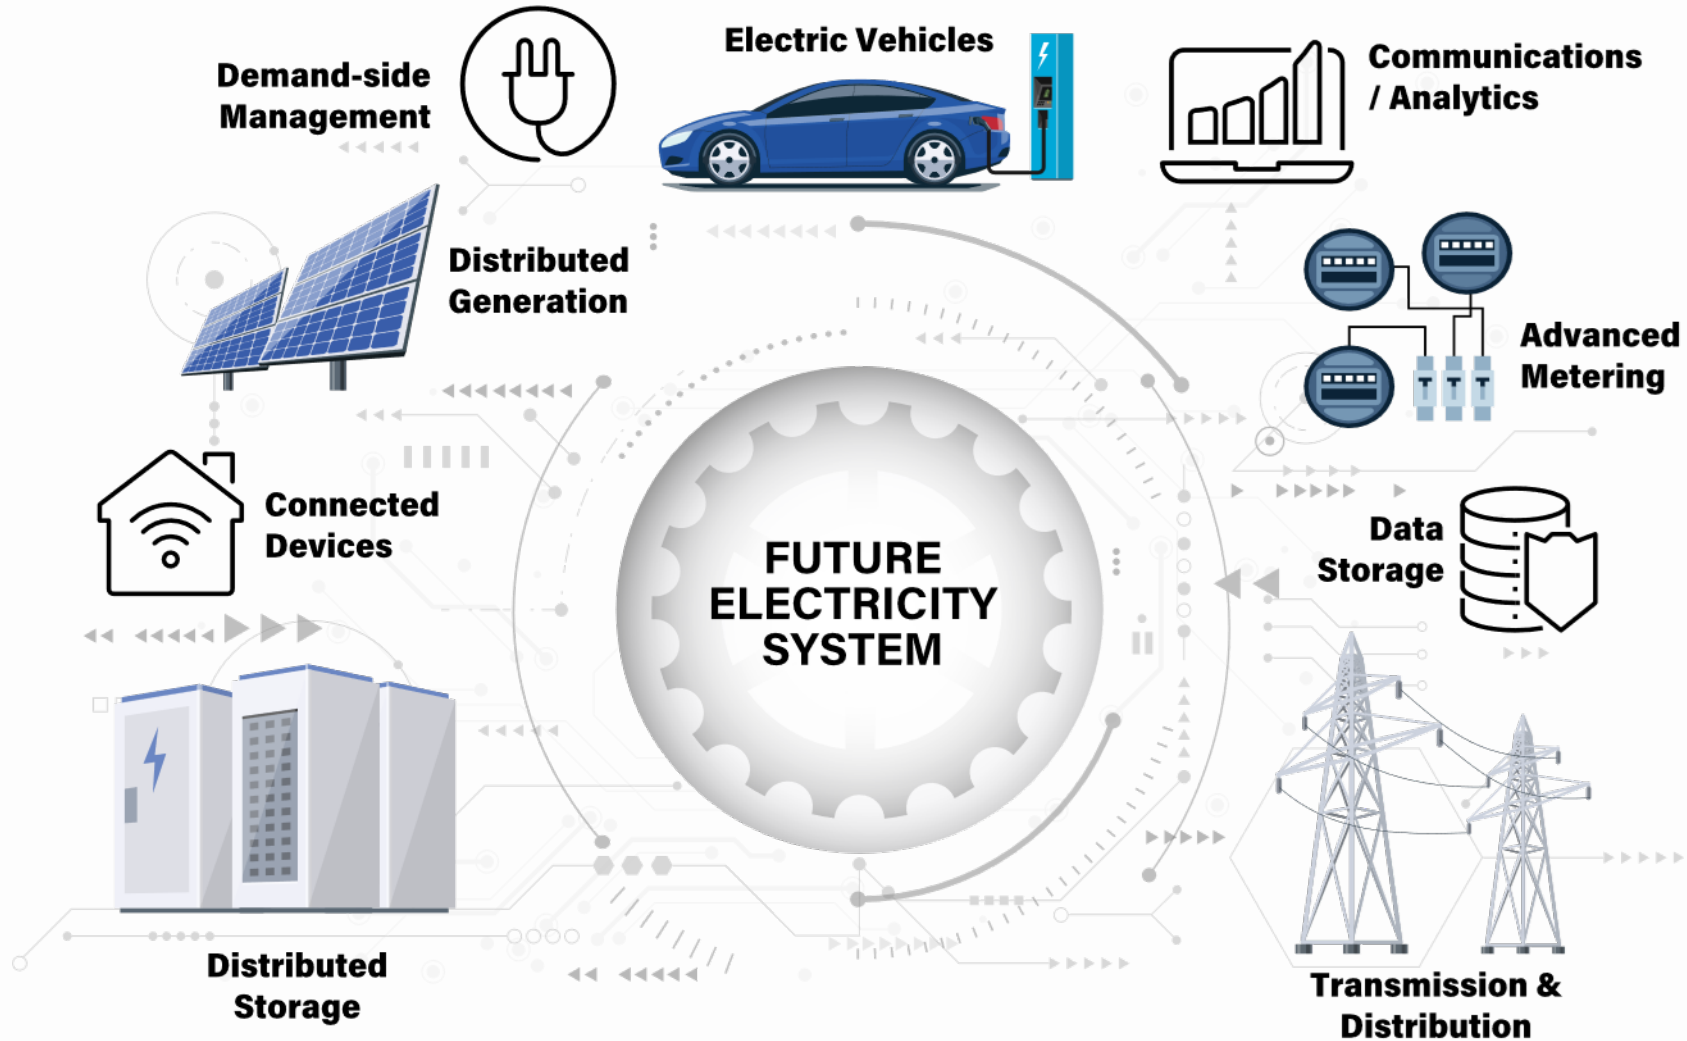 Demand-side
Management
Electric Vehicles
Communications
/ Analytics
Distributed
Generation
Advanced
Metering
Connected
Devices
Data
Storage
FUTURE
ELECTRICITY
SYSTEM
Distributed
Storage
Transmission &
Distribution